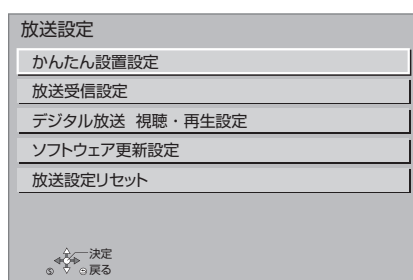 放送設定
かんたん設置設定
放送受信設定
デジタル放送 視聴・再生設定
ソフトウェア更新設定
放送設定リセット
決定
戻る